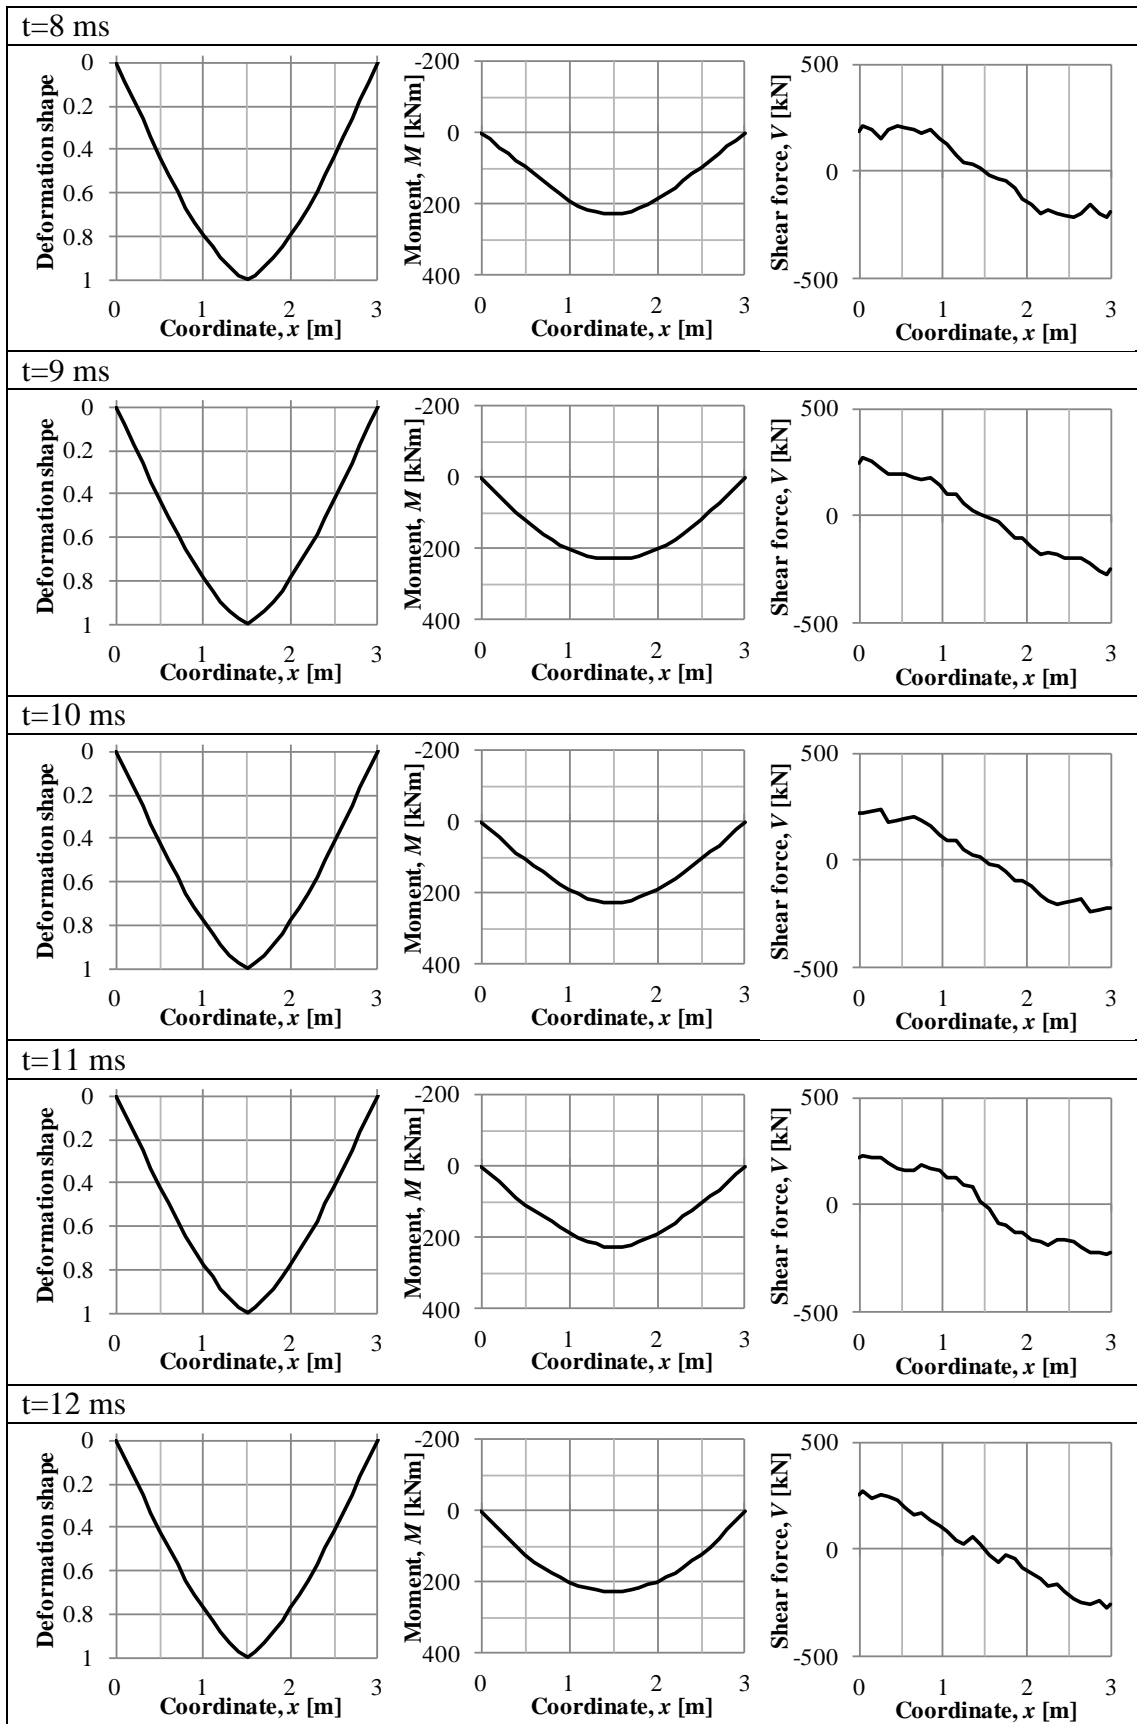 t=8 ms
Deformation shape
0
0.2
0.4
0.6
0.8
1
0 1 2 3
Coordinate, x [m]
Moment, M [kNm]
-200
0
200
400
0 1 2 3
Coordinate, x [m]
Shear force, V [kN]
500
0
-500
0 1 2 3
Coordinate, x [m]
t=9 ms
Deformation shape
0
0.2
0.4
0.6
0.8
1
0 1 2 3
Coordinate, x [m]
Moment, M [kNm]
-200
0
200
400
0 1 2 3
Coordinate, x [m]
Shear force, V [kN]
500
0
-500
0 1 2 3
Coordinate, x [m]
t=10 ms
Deformation shape
0
0.2
0.4
0.6
0.8
1
0 1 2 3
Coordinate, x [m]
Moment, M [kNm]
-200
0
200
400
0 1 2 3
Coordinate, x [m]
Shear force, V [kN]
500
0
-500
0 1 2 3
Coordinate, x [m]
t=11 ms
Deformation shape
0
0.2
0.4
0.6
0.8
1
0 1 2 3
Coordinate, x [m]
Moment, M [kNm]
-200
0
200
400
0 1 2 3
Coordinate, x [m]
Shear force, V [kN]
500
0
-500
0 1 2 3
Coordinate, x [m]
t=12 ms
Deformation shape
0
0.2
0.4
0.6
0.8
1
0 1 2 3
Coordinate, x [m]
Moment, M [kNm]
-200
0
200
400
0 1 2 3
Coordinate, x [m]
Shear force, V [kN]
500
0
-500
0 1 2 3
Coordinate, x [m]